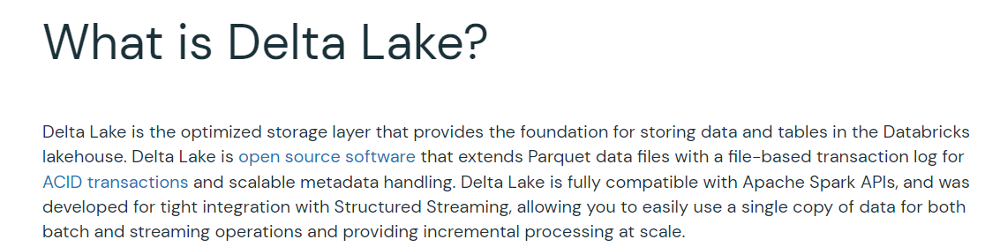 What is Delta Lake?
Delta Lake is the optimized storage layer that provides the foundation for storing data and tables in the Databricks
lakehouse. Delta Lake is open source software that extends Parquet data files with a file-based transaction log for
ACID transactions and scalable metadata handling. Delta Lake is fully compatible with Apache Spark APIs, and was
developed for tight integration with Structured Streaming, allowing you to easily use a single copy of data for both
batch and streaming operations and providing incremental processing at scale.